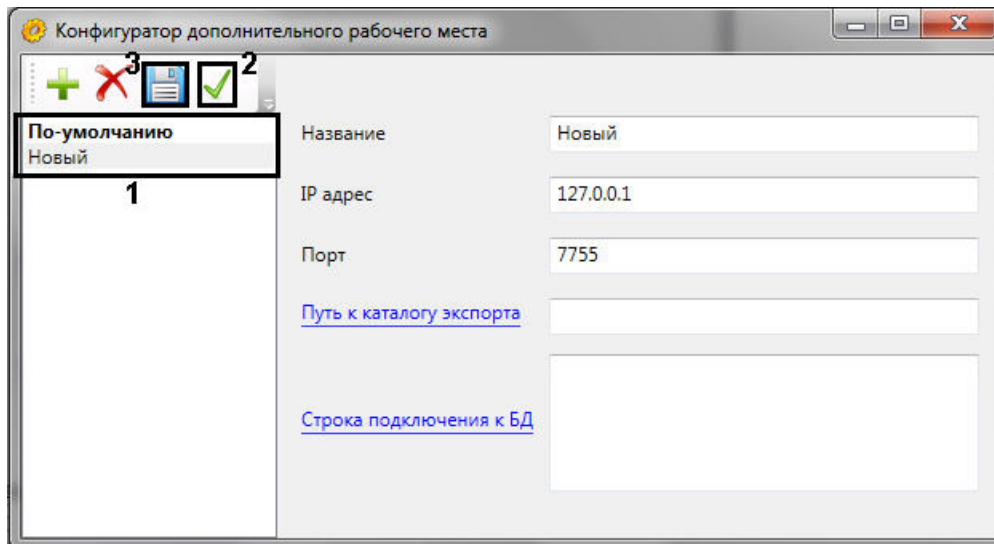 Конфигуратор дополнительного рабочего места
3
2
По-умолчанию
Новый
1
Название
Новый
IP адрес
127.0.0.1
Порт
7755
Путь к каталогу экспорта
Строка подключения к БД